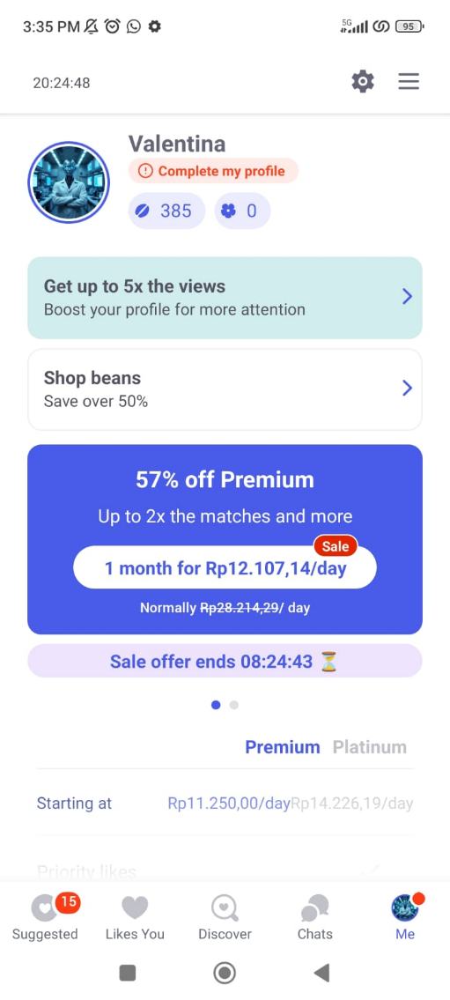 3:35 PM
5G
95
20:24:48
Valentina
Complete my profile
385
0
Get up to 5x the views
Boost your profile for more attention
Shop beans
Save over 50%
57% off Premium
Up to 2x the matches and more
Sale
1 month for Rp12.107,14/day
Normally Rp28.214,29/ day
Sale offer ends 08:24:43 ⏳
Premium Platinum
Starting at Rp11.250,00/day Rp14.226,19/day
Priority likes
15
Suggested Likes You Discover Chats Me